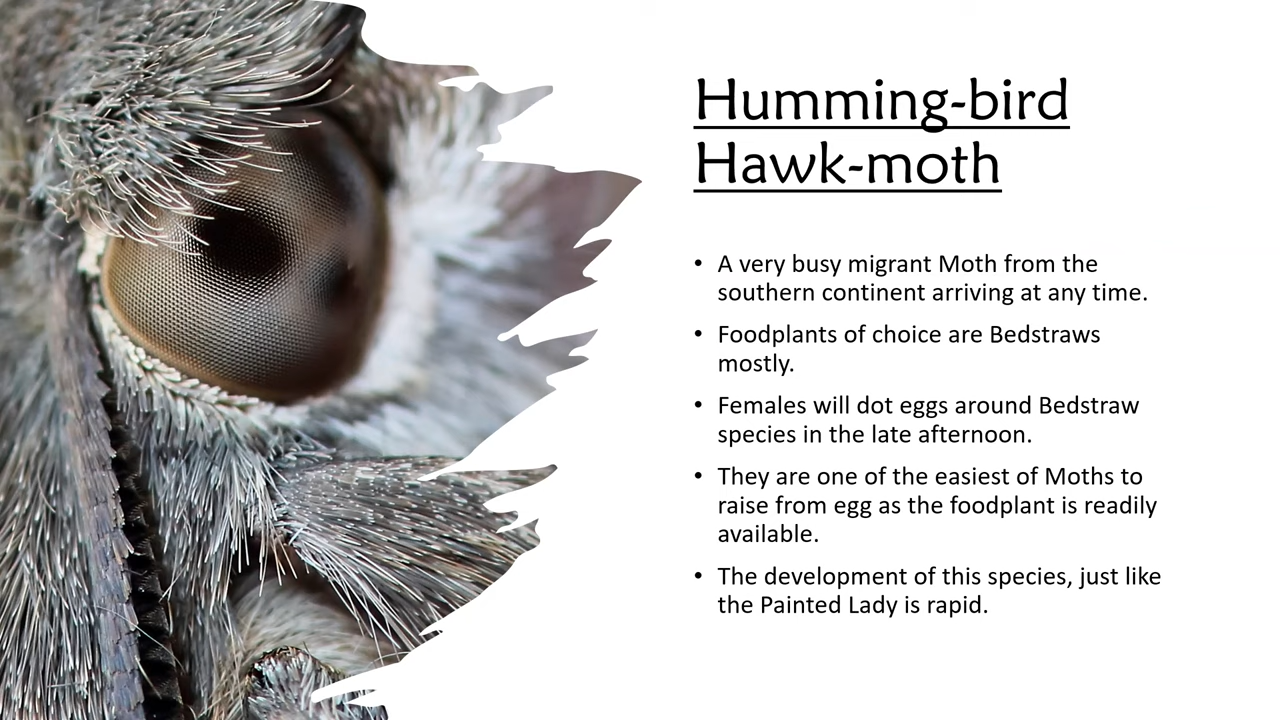 Humming-bird
Hawk-moth
• A very busy migrant Moth from the
southern continent arriving at any time.
• Foodplants of choice are Bedstraws
mostly.
• Females will dot eggs around Bedstraw
species in the late afternoon.
• They are one of the easiest of Moths to
raise from egg as the foodplant is readily
available.
• The development of this species, just like
the Painted Lady is rapid.